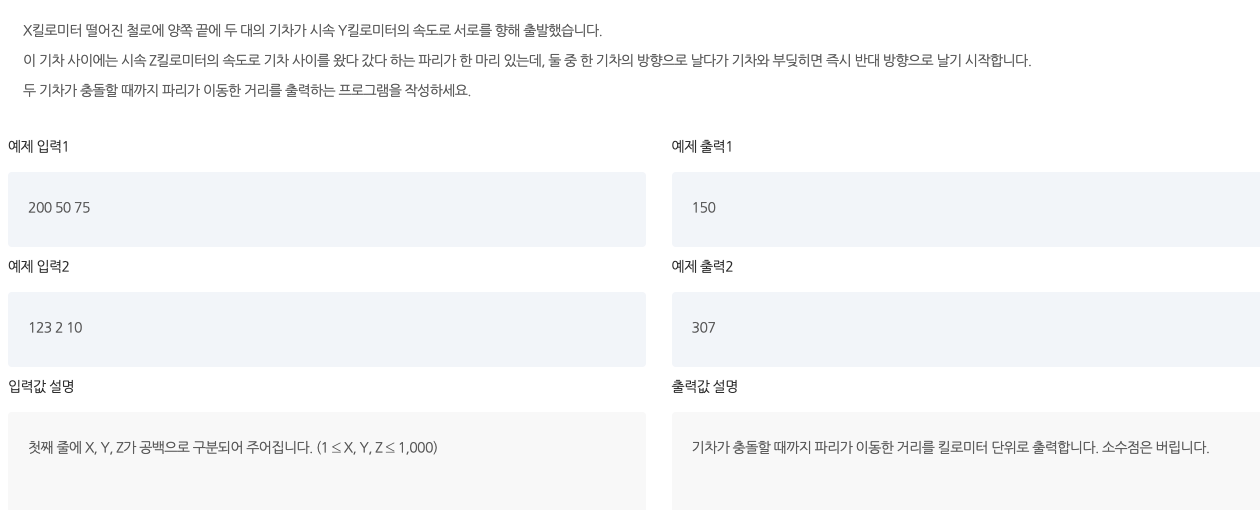 X킬로미터 떨어진 철로에 양쪽 끝에 두 대의 기차가 시속 Y킬로미터의 속도로 서로를 향해 출발했습니다.
이 기차 사이에는 시속 Z킬로미터의 속도로 기차 사이를 왔다 갔다 하는 파리가 한 마리 있는데, 둘 중 한 기차의 방향으로 날다가 기차와 부딪히면 즉시 반대 방향으로 날기 시작합니다.
두 기차가 충돌할 때까지 파리가 이동한 거리를 출력하는 프로그램을 작성하세요.
예제 입력1
예제 출력1
200 50 75
150
예제 입력2
예제 출력2
123 2 10
307
입력값 설명
출력값 설명
첫째 줄에 X, Y, Z가 공백으로 구분되어 주어집니다. (1 ≤ X, Y, Z ≤ 1,000)
기차가 충돌할 때까지 파리가 이동한 거리를 킬로미터 단위로 출력합니다. 소수점은 버립니다.